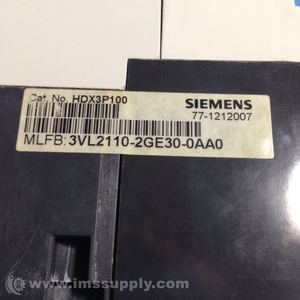 Cat. No. HDX3P100
SIEMENS
77-1212007
MLFB: 3VL2110-2GE30-0AA0
www.imssupply.com